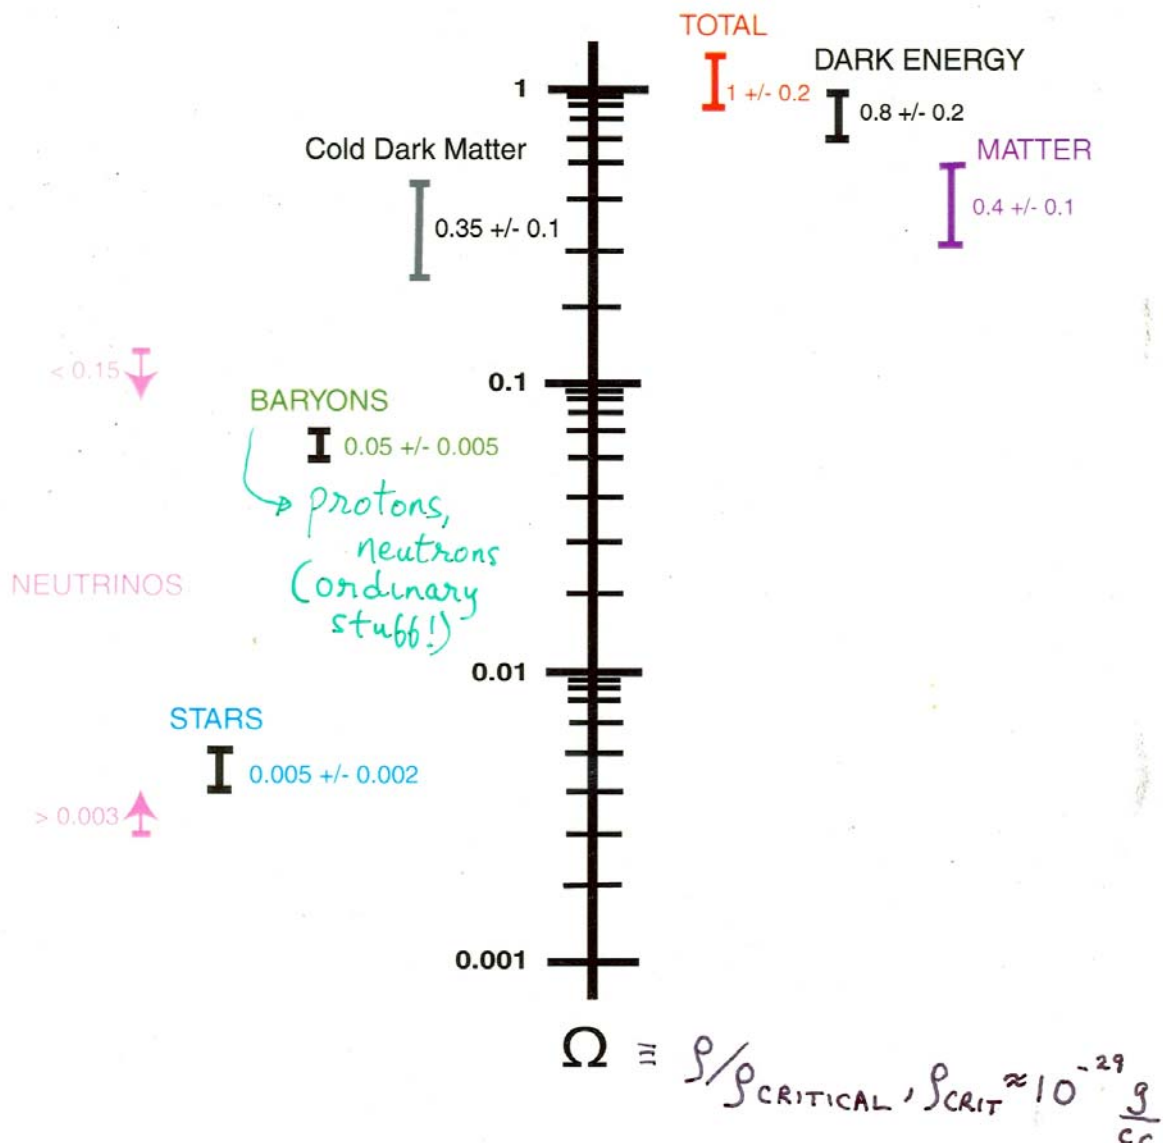 TOTAL
1 +/- 0.2
DARK ENERGY
0.8 +/- 0.2
MATTER
0.4 +/- 0.1
Cold Dark Matter
0.35 +/- 0.1
1
0.1
0.01
0.001
< 0.15
BARYONS
0.05 +/- 0.005
protons,
neutrons
(ordinary
stuff!)
NEUTRINOS
STARS
0.005 +/- 0.002
> 0.003
Ω ≡ ρ/ρCRITICAL, ρCRIT ≈ 10⁻²⁹ g/cc